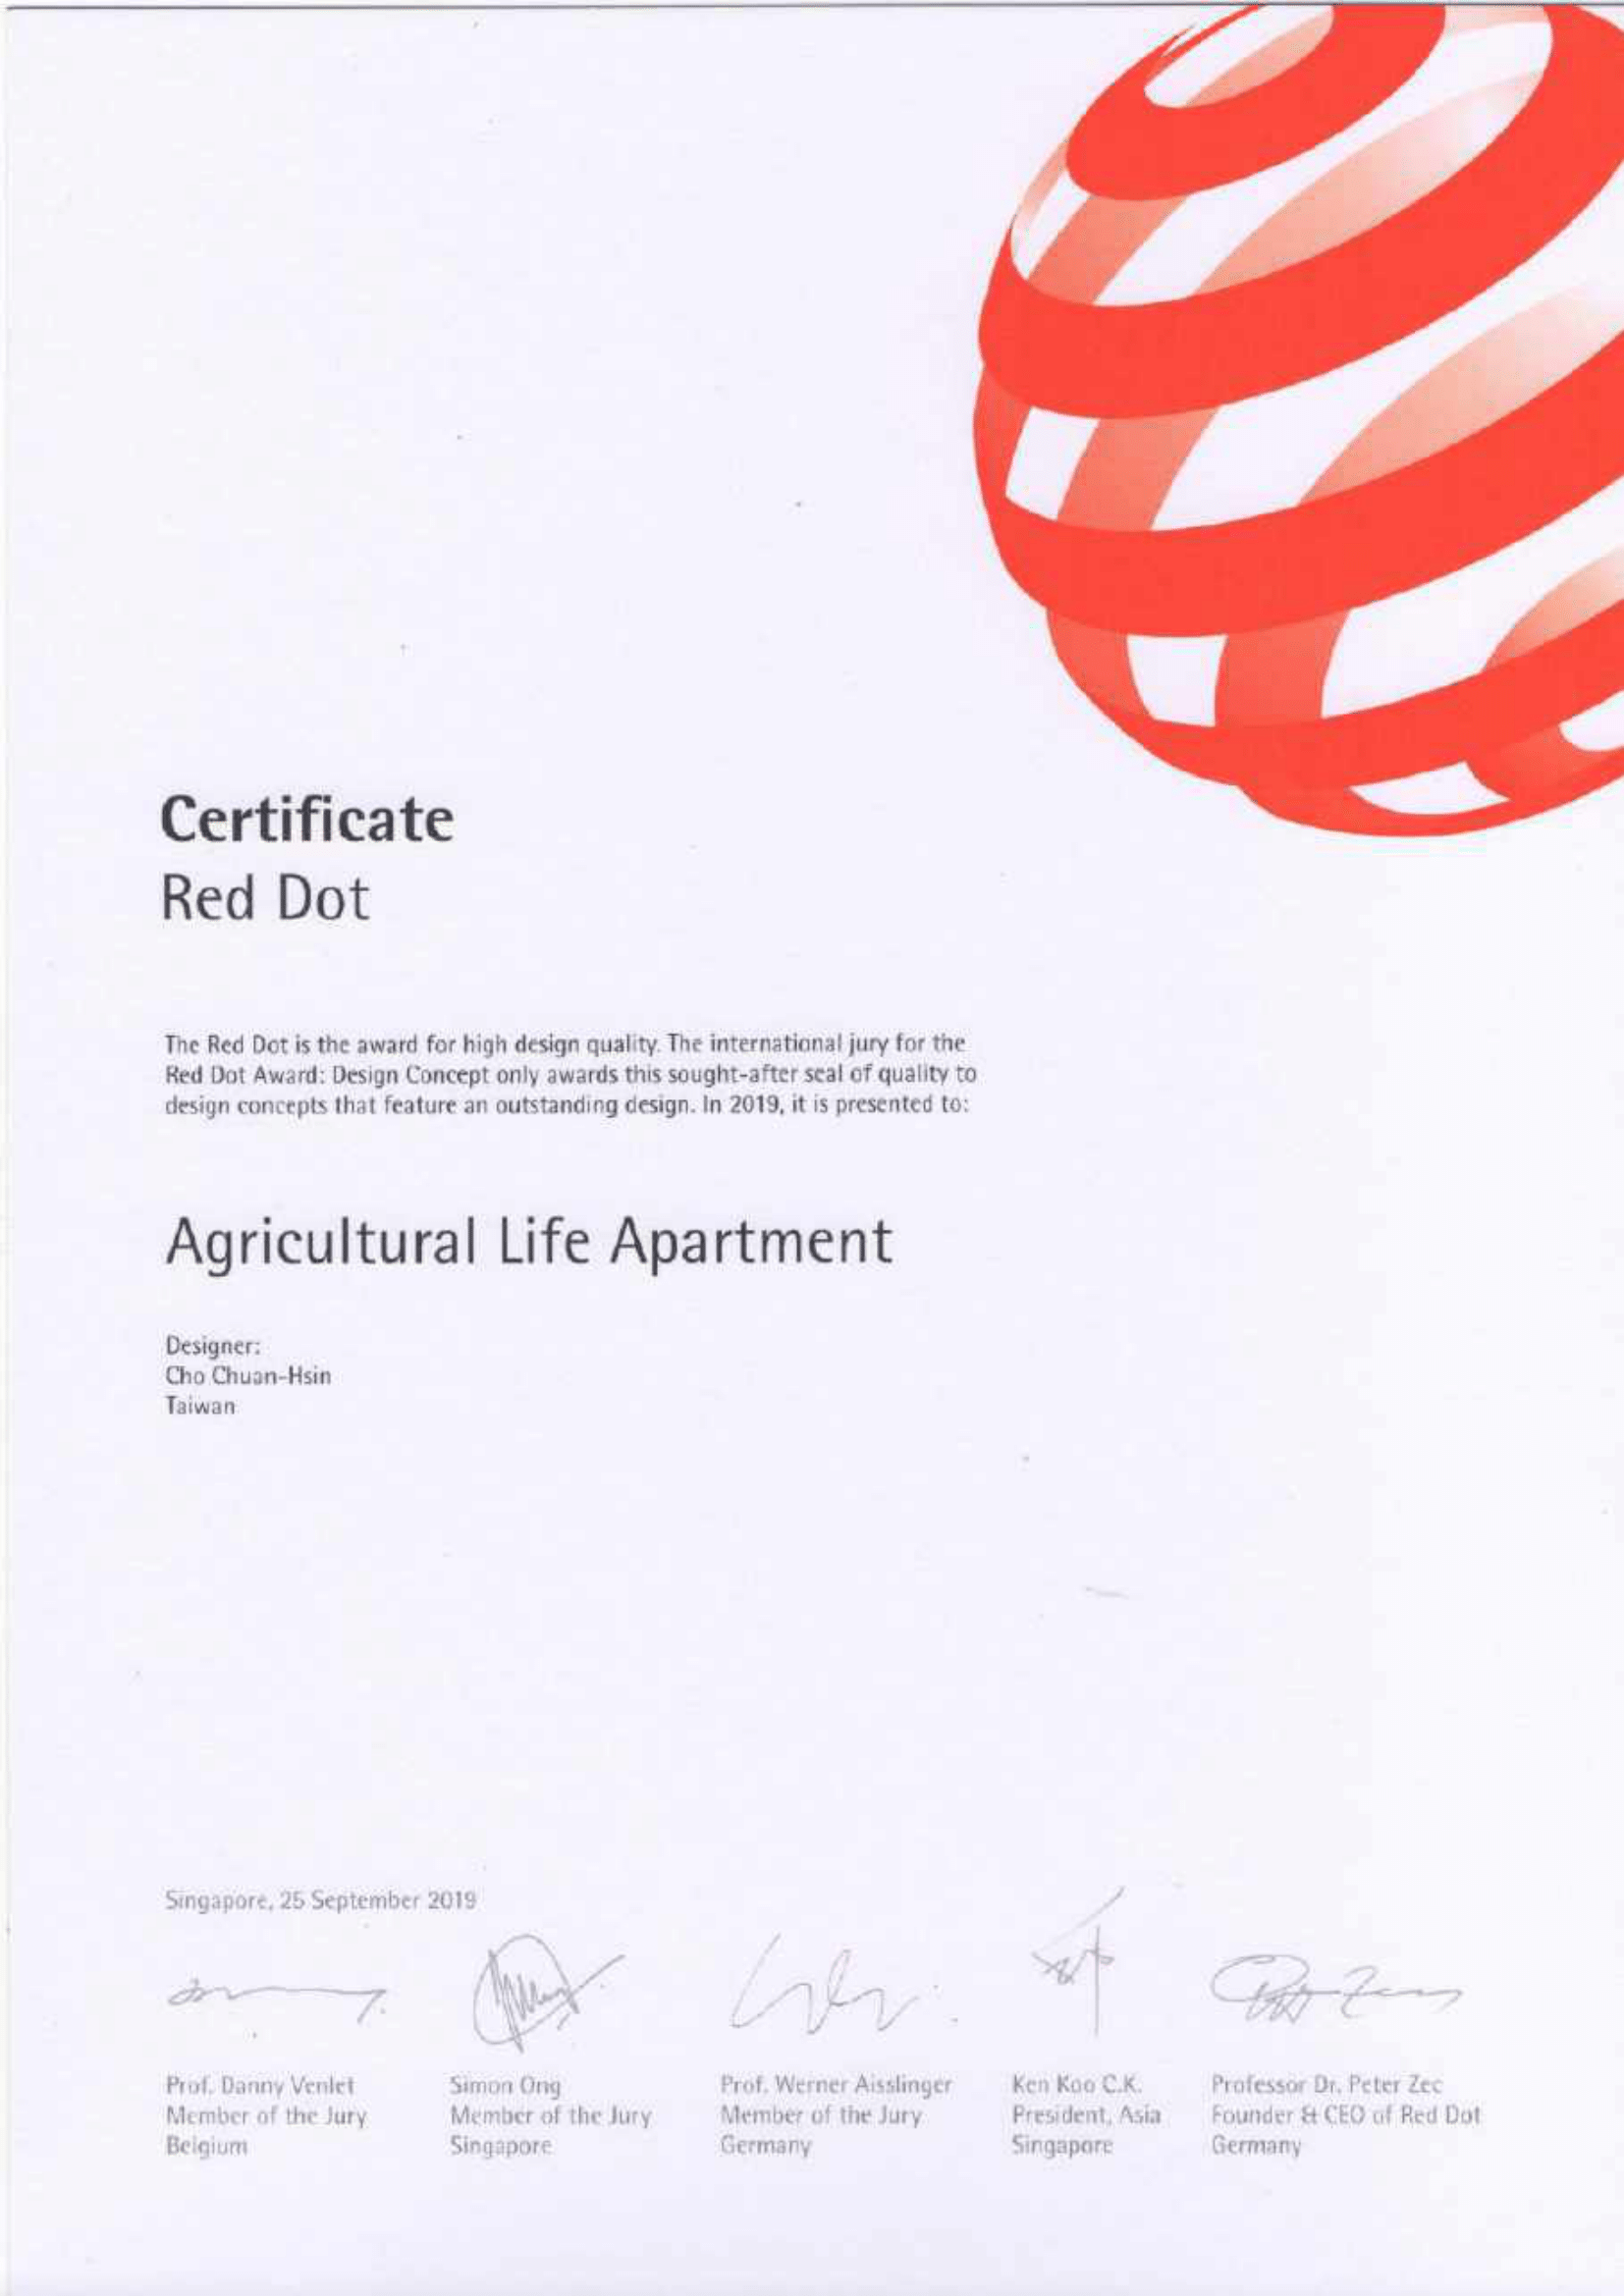 Certificate
Red Dot
The Red Dot is the award for high design quality. The international jury for the
Red Dot Award: Design Concept only awards this sought-after seal of quality to
design concepts that feature an outstanding design. In 2019, it is presented to:
Agricultural Life Apartment
Designer:
Cho Chuan-Hsin
Taiwan
Singapore, 25 September 2019
Prof. Danny Venlet
Member of the Jury
Belgium
Simon Ong
Member of the Jury
Singapore
Prof. Werner Aisslinger
Member of the Jury
Germany
Ken Koo C.K.
President, Asia
Singapore
Professor Dr. Peter Zec
Founder & CEO of Red Dot
Germany